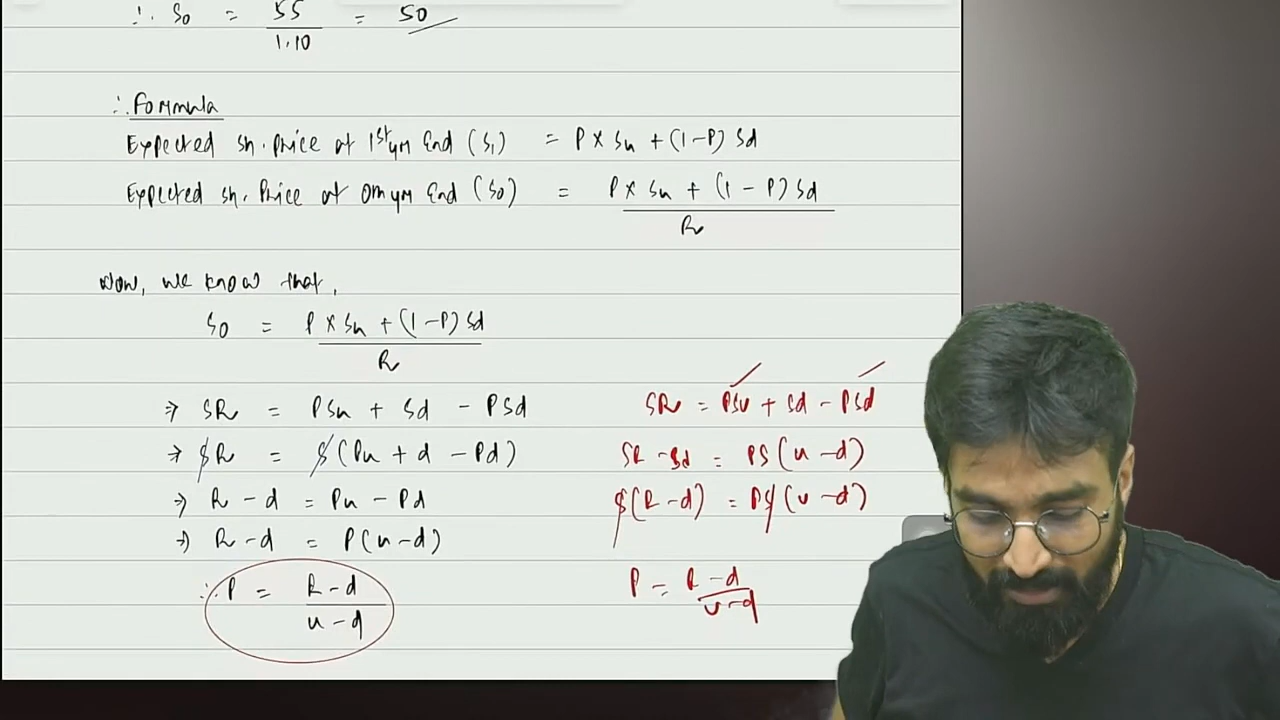 ∴ S0 = 55 / 1.10 = 50
∴ Formula
Expected sh. Price at 1st yr End (S1) = P × Su + (1-P) Sd
Expected sh. Price at 0th yr End (S0) = P × Su + (1 - P) Sd / R
Now, we know that,
S0 = P × Su + (1-P) Sd / R
⇒ SR = PSu + Sd - PSd
⇒ SR = S(Pu + d - Pd)
⇒ R - d = Pu - Pd
⇒ R-d = P(u-d)
∴ P = R-d / u-d
SR = PSu + Sd - PSd
SR - Sd = PS (u-d)
S(R-d) = PS (u-d)
P = R-d / u-d